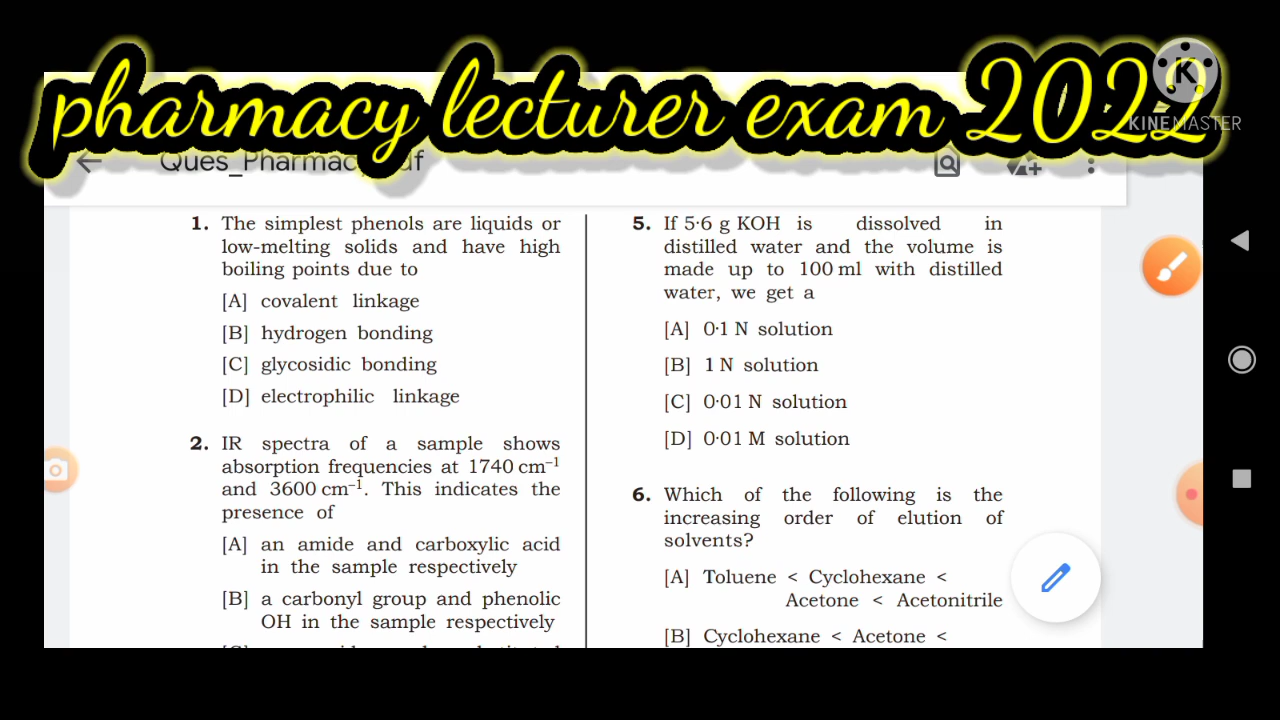 pharmacy lecturer exam 2022
KINEMASTER
Ques_Pharmac
1. The simplest phenols are liquids or
low-melting solids and have high
boiling points due to
[A] covalent linkage
[B] hydrogen bonding
[C] glycosidic bonding
[D] electrophilic linkage
2. IR spectra of a sample shows
absorption frequencies at 1740 cm⁻¹
and 3600 cm⁻¹. This indicates the
presence of
[A] an amide and carboxylic acid
in the sample respectively
[B] a carbonyl group and phenolic
OH in the sample respectively
5. If 5·6 g KOH is dissolved in
distilled water and the volume is
made up to 100 ml with distilled
water, we get a
[A] 0·1 N solution
[B] 1 N solution
[C] 0·01 N solution
[D] 0·01 M solution
6. Which of the following is the
increasing order of elution of
solvents?
[A] Toluene < Cyclohexane <
Acetone < Acetonitrile
[B] Cyclohexane < Acetone <